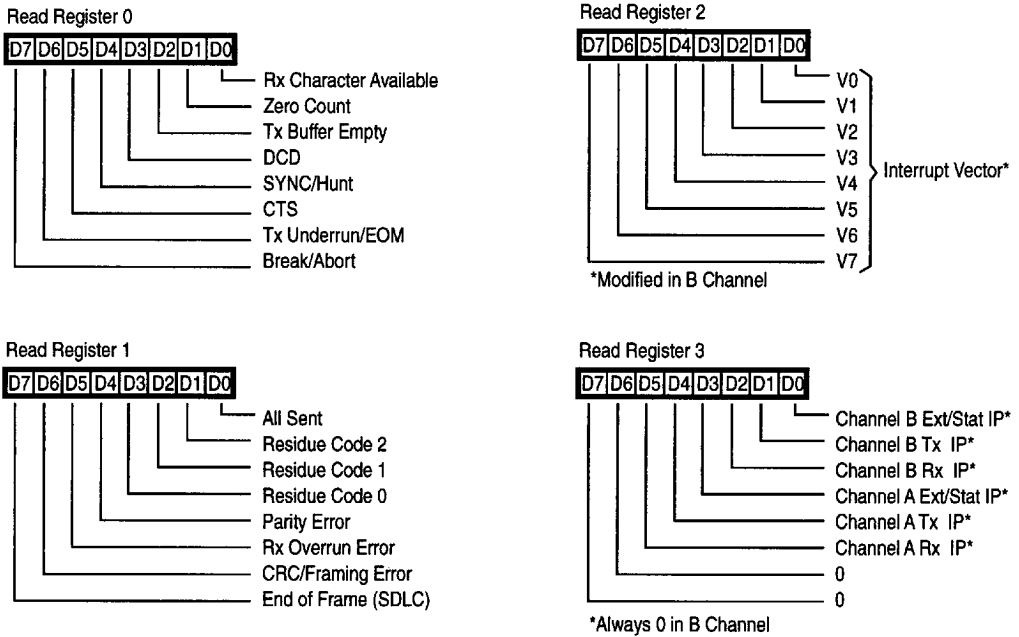 Read Register 0
D7 D6 D5 D4 D3 D2 D1 D0
Rx Character Available
Zero Count
Tx Buffer Empty
DCD
SYNC/Hunt
CTS
Tx Underrun/EOM
Break/Abort
Read Register 2
D7 D6 D5 D4 D3 D2 D1 D0
V0
V1
V2
V3
V4
V5
V6
V7
Interrupt Vector*
*Modified in B Channel
Read Register 1
D7 D6 D5 D4 D3 D2 D1 D0
All Sent
Residue Code 2
Residue Code 1
Residue Code 0
Parity Error
Rx Overrun Error
CRC/Framing Error
End of Frame (SDLC)
Read Register 3
D7 D6 D5 D4 D3 D2 D1 D0
Channel B Ext/Stat IP*
Channel B Tx IP*
Channel B Rx IP*
Channel A Ext/Stat IP*
Channel A Tx IP*
Channel A Rx IP*
0
0
*Always 0 in B Channel